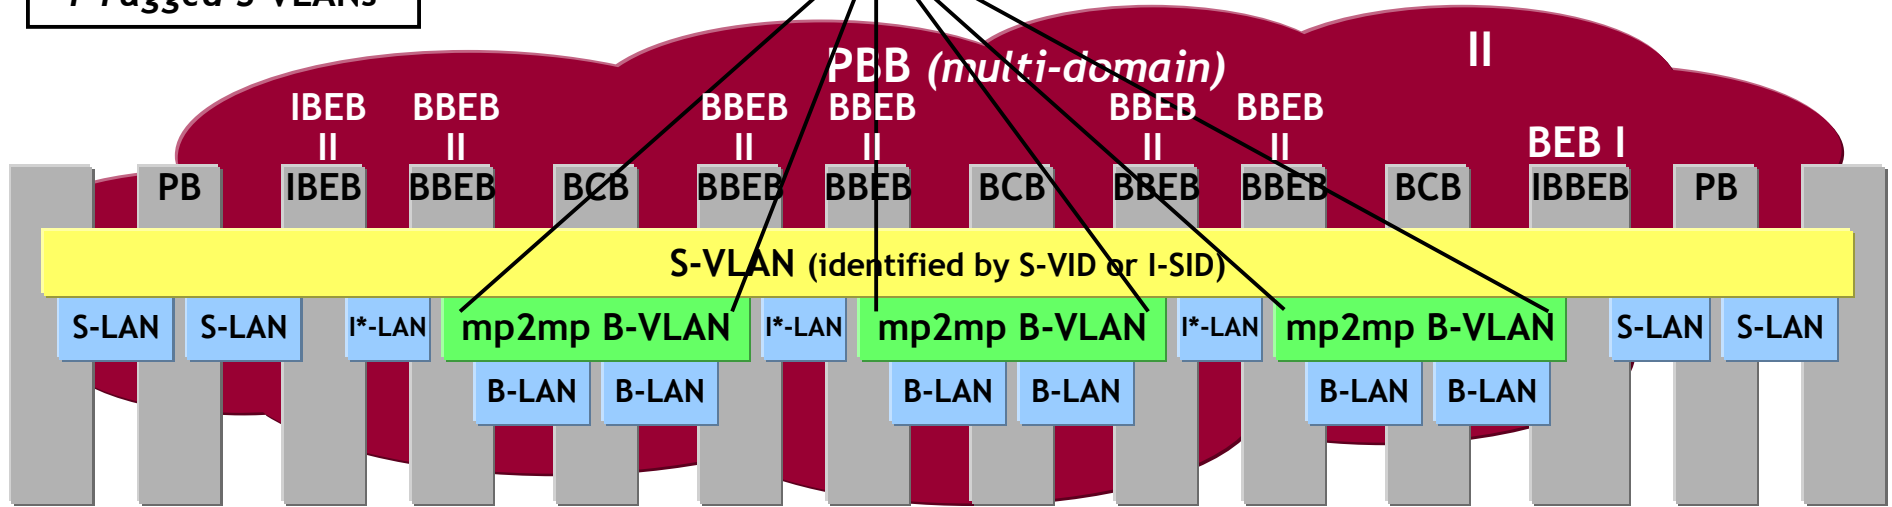 I-Tagged S-VLANs
II
PBB (multi-domain)
IBEB BBEB BBEB BBEB BBEB BBEB
II II II II II II BEB I
PB IBEB BBEB BCB BBEB BBEB BCB BBEB BBEB BCB IBBEB PB
S-VLAN (identified by S-VID or I-SID)
S-LAN S-LAN I*-LAN mp2mp B-VLAN I*-LAN mp2mp B-VLAN I*-LAN mp2mp B-VLAN S-LAN S-LAN
B-LAN B-LAN B-LAN B-LAN B-LAN B-LAN